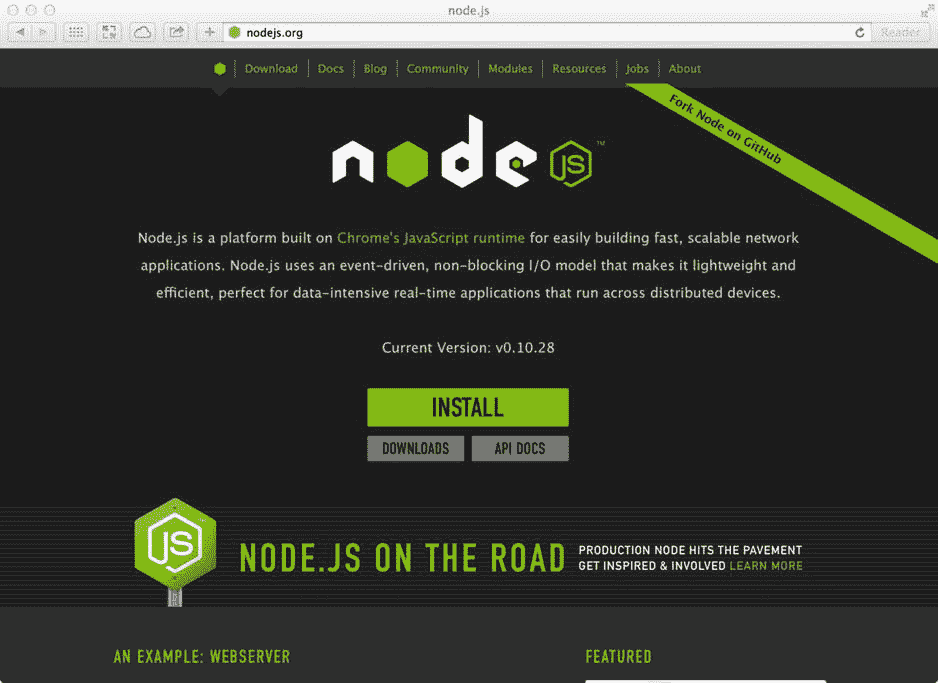 node.js
nodejs.org
Reader
Download Docs Blog Community Modules Resources Jobs About
Fork Node on GitHub
node JS ™
Node.js is a platform built on Chrome's JavaScript runtime for easily building fast, scalable network
applications. Node.js uses an event-driven, non-blocking I/O model that makes it lightweight and
efficient, perfect for data-intensive real-time applications that run across distributed devices.
Current Version: v0.10.28
INSTALL
DOWNLOADS API DOCS
JS
NODE.JS ON THE ROAD
PRODUCTION NODE HITS THE PAVEMENT
GET INSPIRED & INVOLVED LEARN MORE
AN EXAMPLE: WEBSERVER
FEATURED